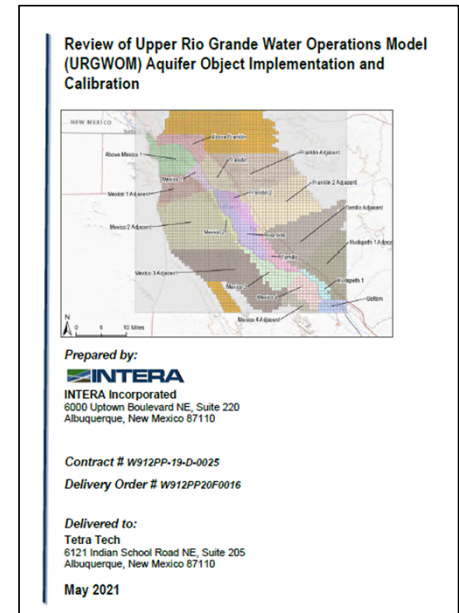 Review of Upper Rio Grande Water Operations Model
(URGWOM) Aquifer Object Implementation and
Calibration
NEW MEXICO
Above Franklin
Above Mexico 1
Franklin
Franklin Adjacent
Mexico 1
Franklin 2
Franklin 2 Adjacent
Mexico 1 Adjacent
Tornillo Adjacent
Mexico 2 Adjacent
Mexico 2
Hudspeth 1 Adjacent
Mexico 3 Adjacent
Hudspeth 1
Mexico 4 Adjacent
N
0 5 10 Miles
Prepared by:
INTERA
INTERA Incorporated
6000 Uptown Boulevard NE, Suite 220
Albuquerque, New Mexico 87110
Contract # W912PP-19-D-0025
Delivery Order # W912PP20F0016
Delivered to:
Tetra Tech
6121 Indian School Road NE, Suite 205
Albuquerque, New Mexico 87110
May 2021